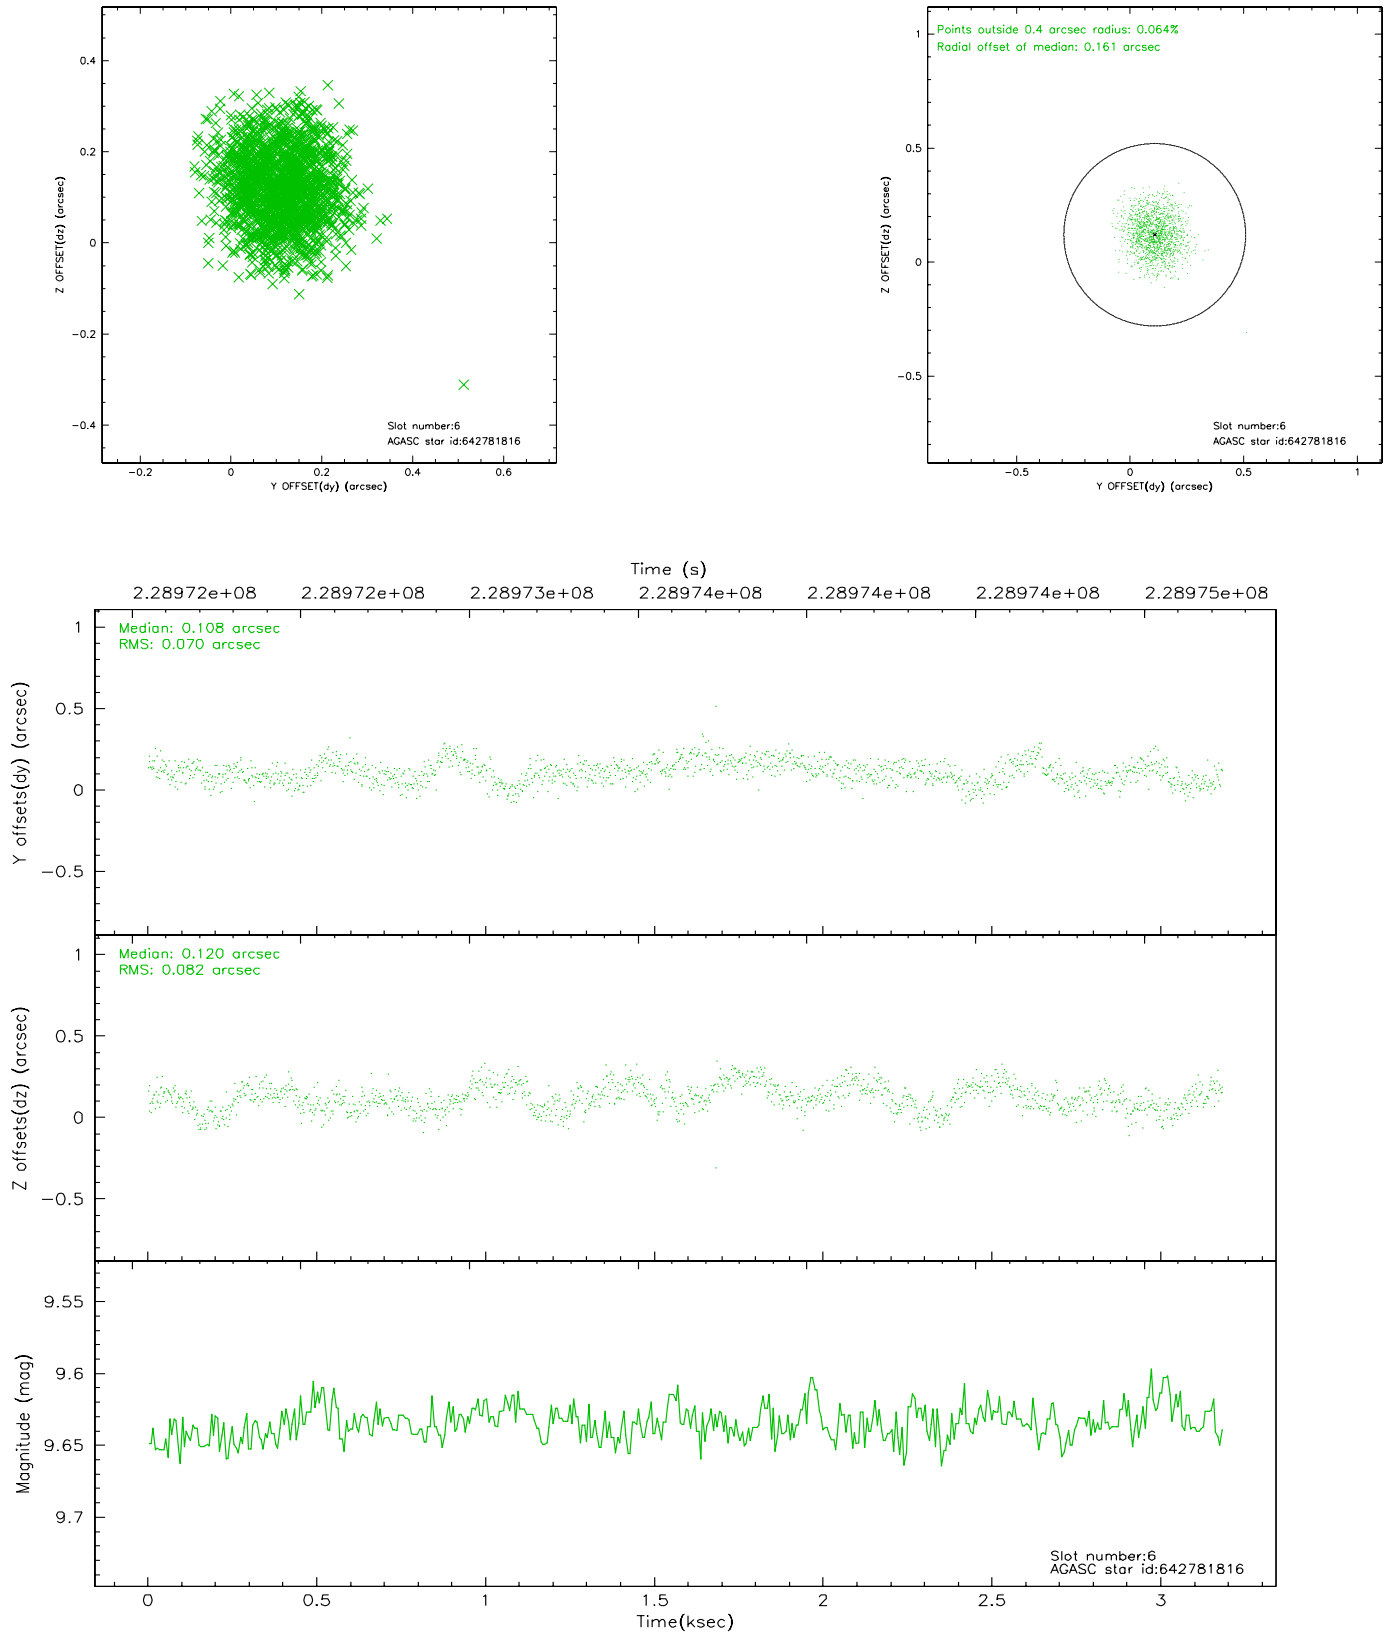 0.4
0.2
0
-0.2
-0.4
Z OFFSET(dz) (arcsec)
Slot number:6
AGASC star id:642781816
-0.2 0 0.2 0.4 0.6
Y OFFSET(dy) (arcsec)
Points outside 0.4 arcsec radius: 0.064%
Radial offset of median: 0.161 arcsec
1
0.5
0
-0.5
Z OFFSET(dz) (arcsec)
Slot number:6
AGASC star id:642781816
-0.5 0 0.5 1
Y OFFSET(dy) (arcsec)
Time (s)
2.28972e+08 2.28972e+08 2.28973e+08 2.28974e+08 2.28974e+08 2.28974e+08 2.28975e+08
Median: 0.108 arcsec
RMS: 0.070 arcsec
1
0.5
0
-0.5
Y offsets(dy) (arcsec)
Median: 0.120 arcsec
RMS: 0.082 arcsec
1
0.5
0
-0.5
Z offsets(dz) (arcsec)
9.55
9.6
9.65
9.7
Magnitude (mag)
Slot number:6
AGASC star id:642781816
0 0.5 1 1.5 2 2.5 3
Time(ksec)